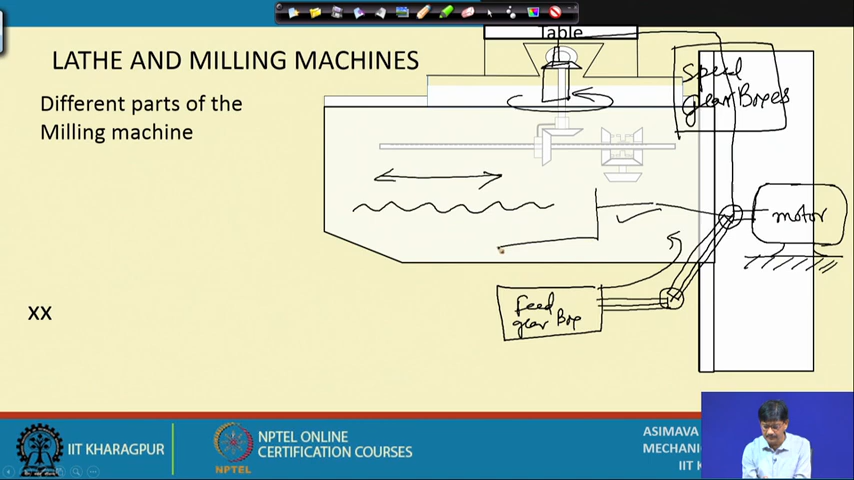 Table
LATHE AND MILLING MACHINES
Different parts of the
Milling machine
Speed
gear Boxes
motor
Feed
gear Box
XX
IIT KHARAGPUR
NPTEL
NPTEL ONLINE
CERTIFICATION COURSES
ASIMAVA
MECHANIC
IIT K